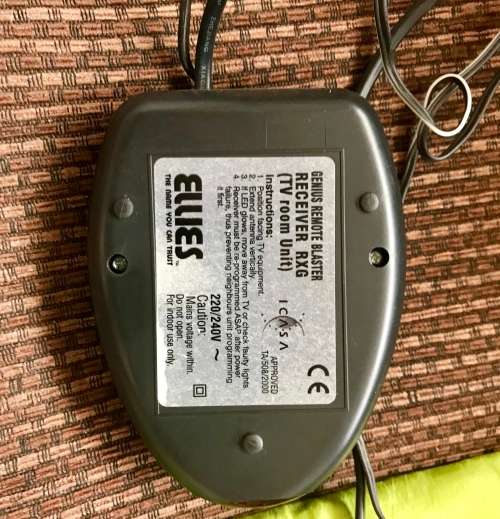 GENIUS REMOTE BLASTER
RECEIVER RXG
(TV room Unit)
Instructions:
1. Position facing TV equipment.
2. Extend antenna vertically.
3. If LED glows, move away from TV or check faulty lights
4. Receiver must be re-programmed ASAP after power
failure, thus preventing neighbours unit programming
it first.
ELLIES
THE NAME YOU CAN TRUST
TM
ICASA
APPROVED
TA/508/2000
CE
220/240V ~
Caution:
Mains voltage within.
Do not open.
For indoor use only.